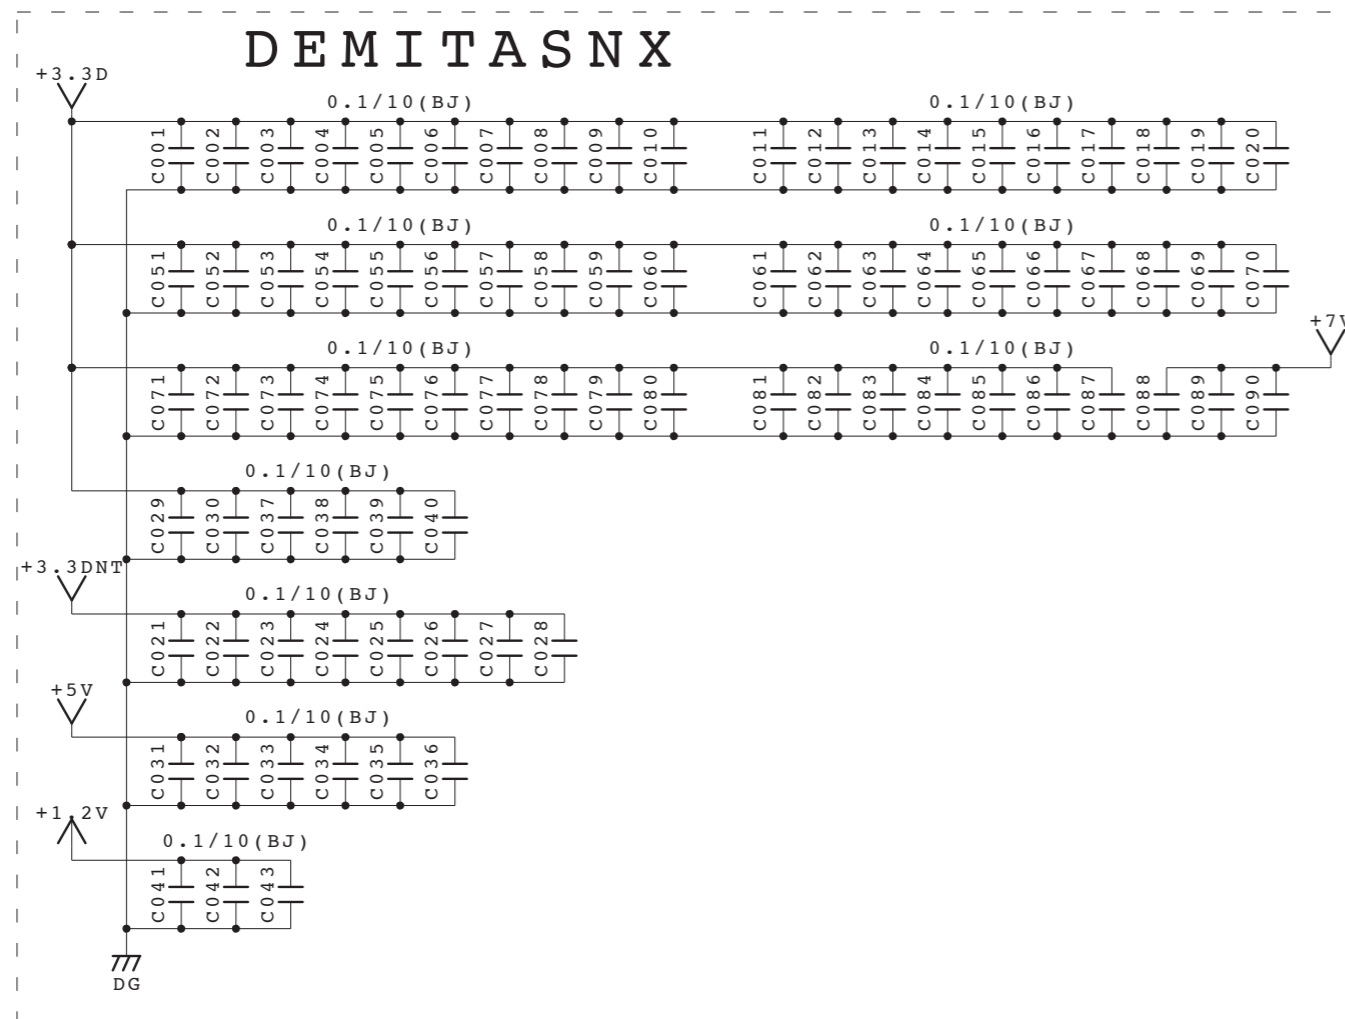 DEMITASNX
+3.3D
0.1/10(BJ) 0.1/10(BJ)
C001 C002 C003 C004 C005 C006 C007 C008 C009 C010 C011 C012 C013 C014 C015 C016 C017 C018 C019 C020
0.1/10(BJ) 0.1/10(BJ)
C051 C052 C053 C054 C055 C056 C057 C058 C059 C060 C061 C062 C063 C064 C065 C066 C067 C068 C069 C070
+7V
0.1/10(BJ) 0.1/10(BJ)
C071 C072 C073 C074 C075 C076 C077 C078 C079 C080 C081 C082 C083 C084 C085 C086 C087 C088 C089 C090
0.1/10(BJ)
C029 C030 C037 C038 C039 C040
+3.3DNT
0.1/10(BJ)
C021 C022 C023 C024 C025 C026 C027 C028
+5V
0.1/10(BJ)
C031 C032 C033 C034 C035 C036
+1.2V
0.1/10(BJ)
C041 C042 C043
DG